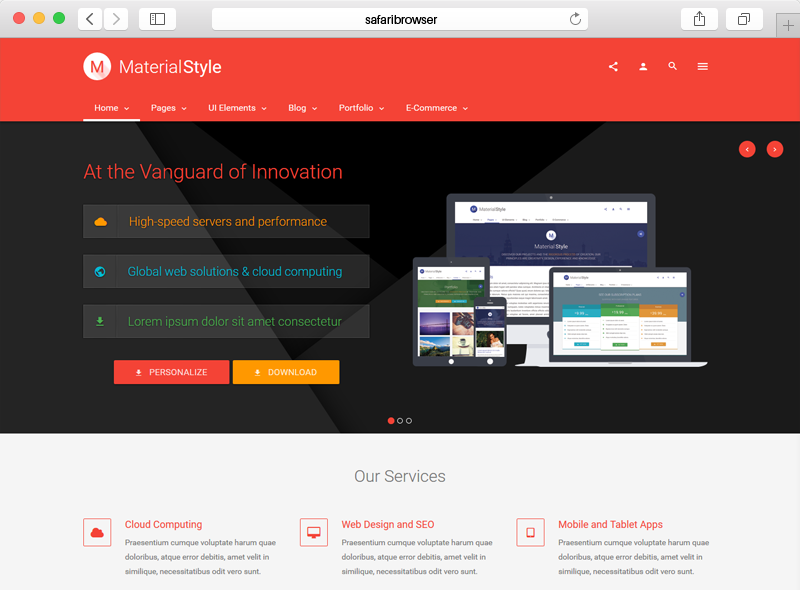 safaribrowser
M MaterialStyle
Home Pages UI Elements Blog Portfolio E-Commerce
At the Vanguard of Innovation
High-speed servers and performance
Global web solutions & cloud computing
Lorem ipsum dolor sit amet consectetur
PERSONALIZE DOWNLOAD
MaterialStyle
M
MaterialStyle
Our Services
Cloud Computing
Praesentium cumque voluptate harum quae
doloribus, atque error debitis, amet velit in
similique, necessitatibus odit vero sunt.
Web Design and SEO
Praesentium cumque voluptate harum quae
doloribus, atque error debitis, amet velit in
similique, necessitatibus odit vero sunt.
Mobile and Tablet Apps
Praesentium cumque voluptate harum quae
doloribus, atque error debitis, amet velit in
similique, necessitatibus odit vero sunt.